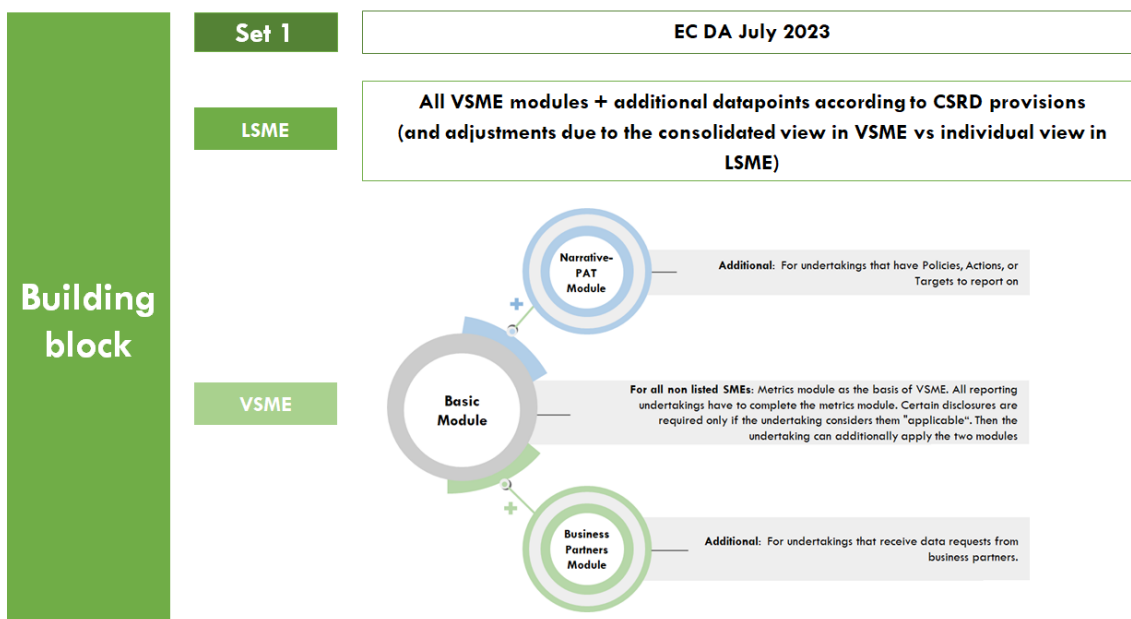 Building
block
Set 1
EC DA July 2023
LSME
All VSME modules + additional datapoints according to CSRD provisions
(and adjustments due to the consolidated view in VSME vs individual view in
LSME)
Narrative-
PAT
Module
Additional: For undertakings that have Policies, Actions, or
Targets to report on
VSME
Basic
Module
For all non listed SMEs: Metrics module as the basis of VSME. All reporting
undertakings have to complete the metrics module. Certain disclosures are
required only if the undertaking considers them "applicable“. Then the
undertaking can additionally apply the two modules
Business
Partners
Module
Additional: For undertakings that receive data requests from
business partners.